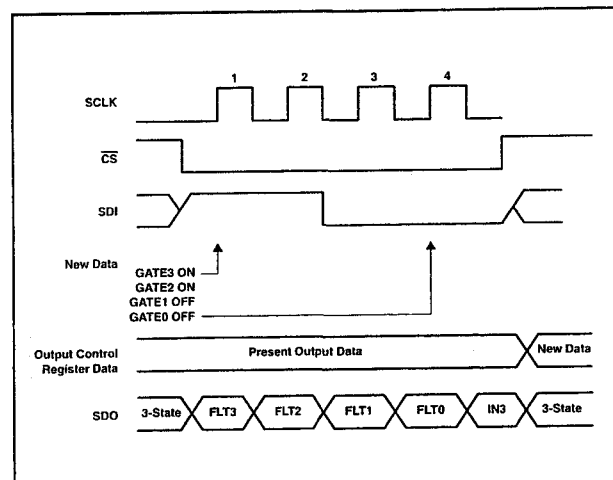 1 2 3 4
SCLK
CS
SDI
New Data
GATE3 ON
GATE2 ON
GATE1 OFF
GATE0 OFF
Output Control
Register Data
Present Output Data
New Data
SDO
3-State
FLT3
FLT2
FLT1
FLT0
IN3
3-State